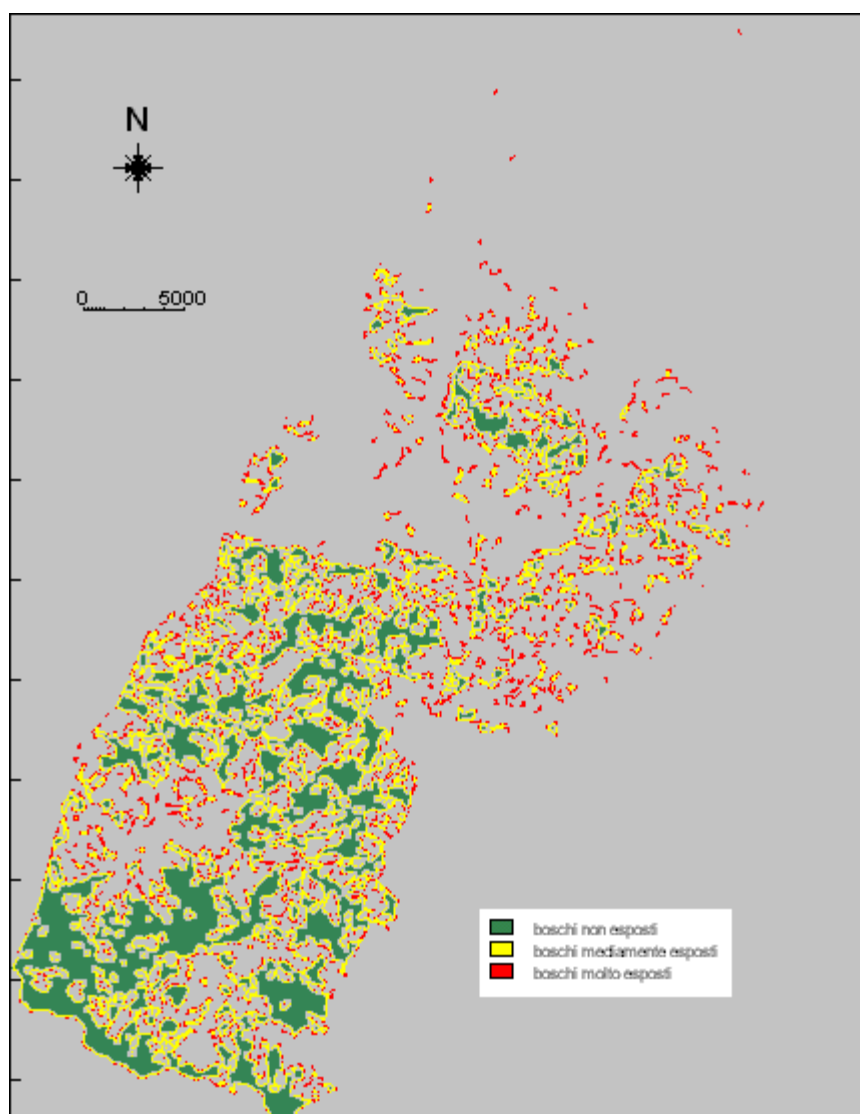 N
0 5000
boschi non esposti
boschi mediamente esposti
boschi molto esposti